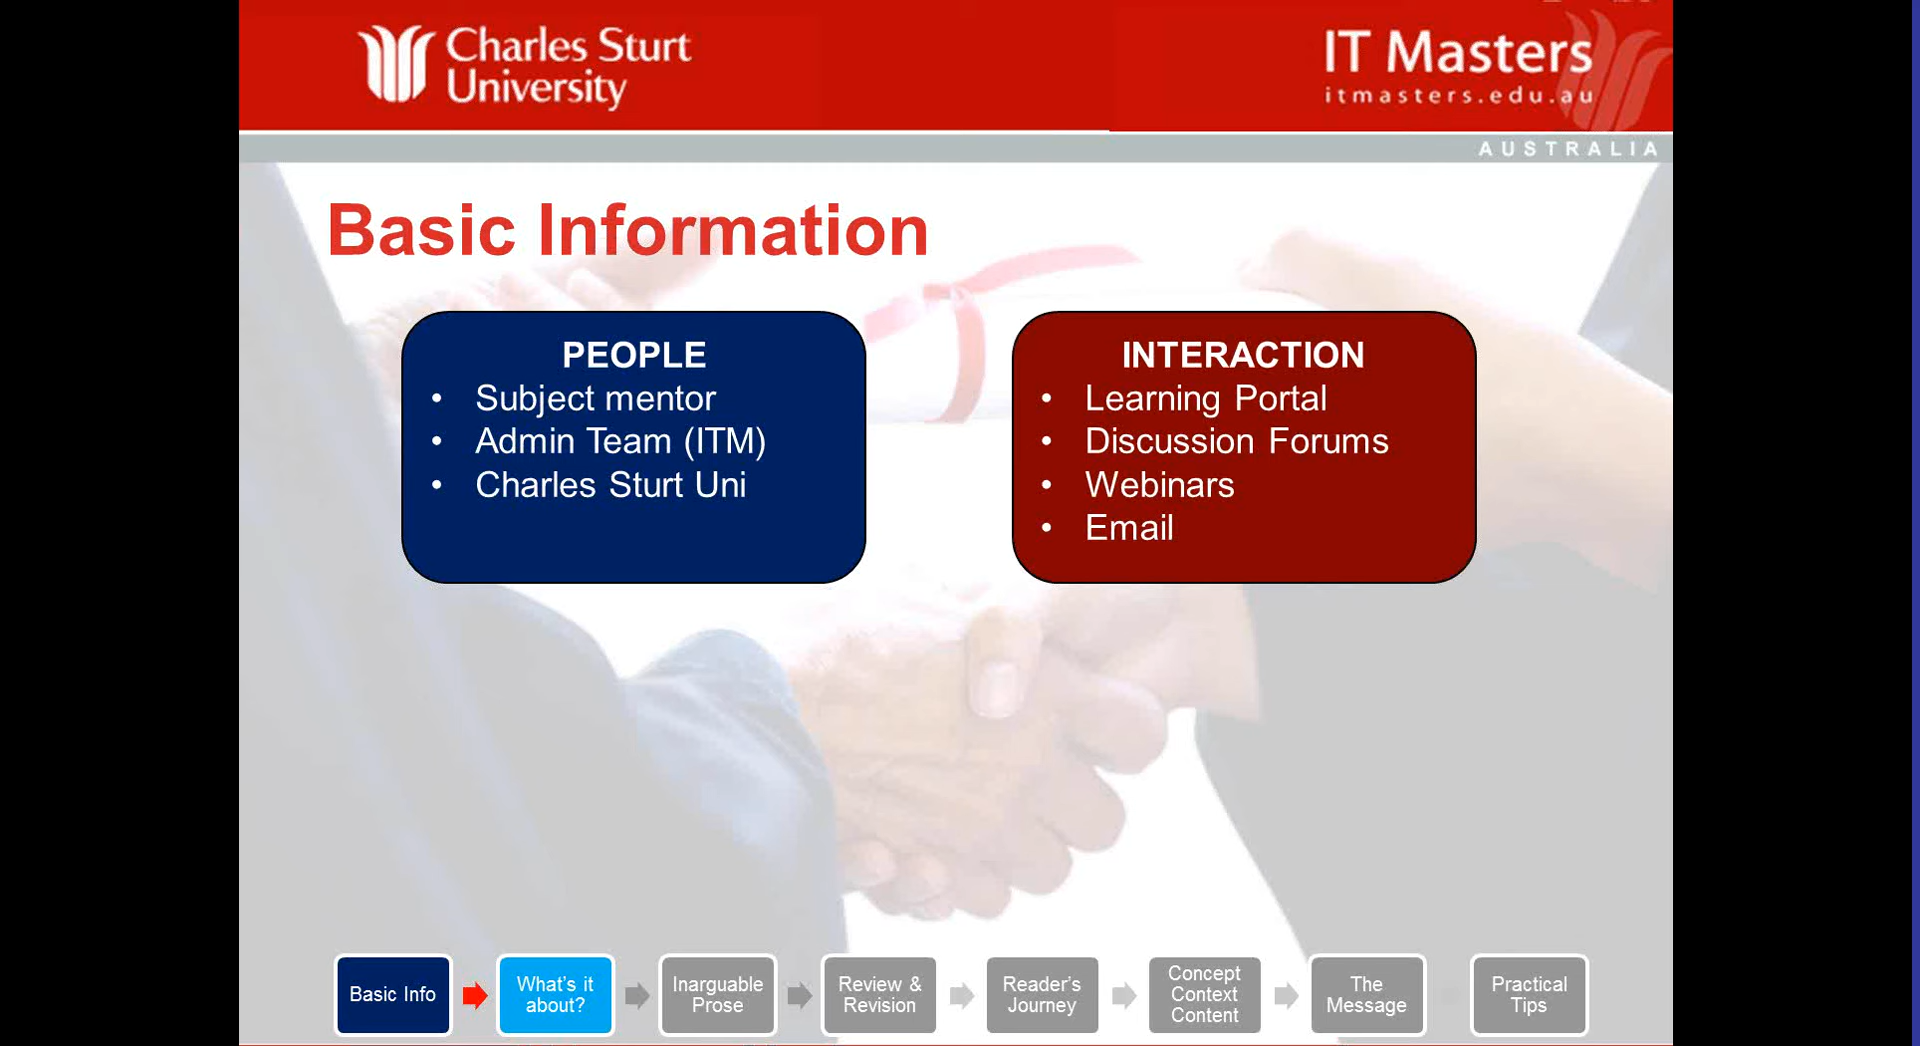 Charles Sturt
University
IT Masters
itmasters.edu.au
AUSTRALIA
Basic Information
PEOPLE
• Subject mentor
• Admin Team (ITM)
• Charles Sturt Uni
INTERACTION
• Learning Portal
• Discussion Forums
• Webinars
• Email
Basic Info
What's it
about?
Inarguable
Prose
Review &
Revision
Reader's
Journey
Concept
Context
Content
The
Message
Practical
Tips